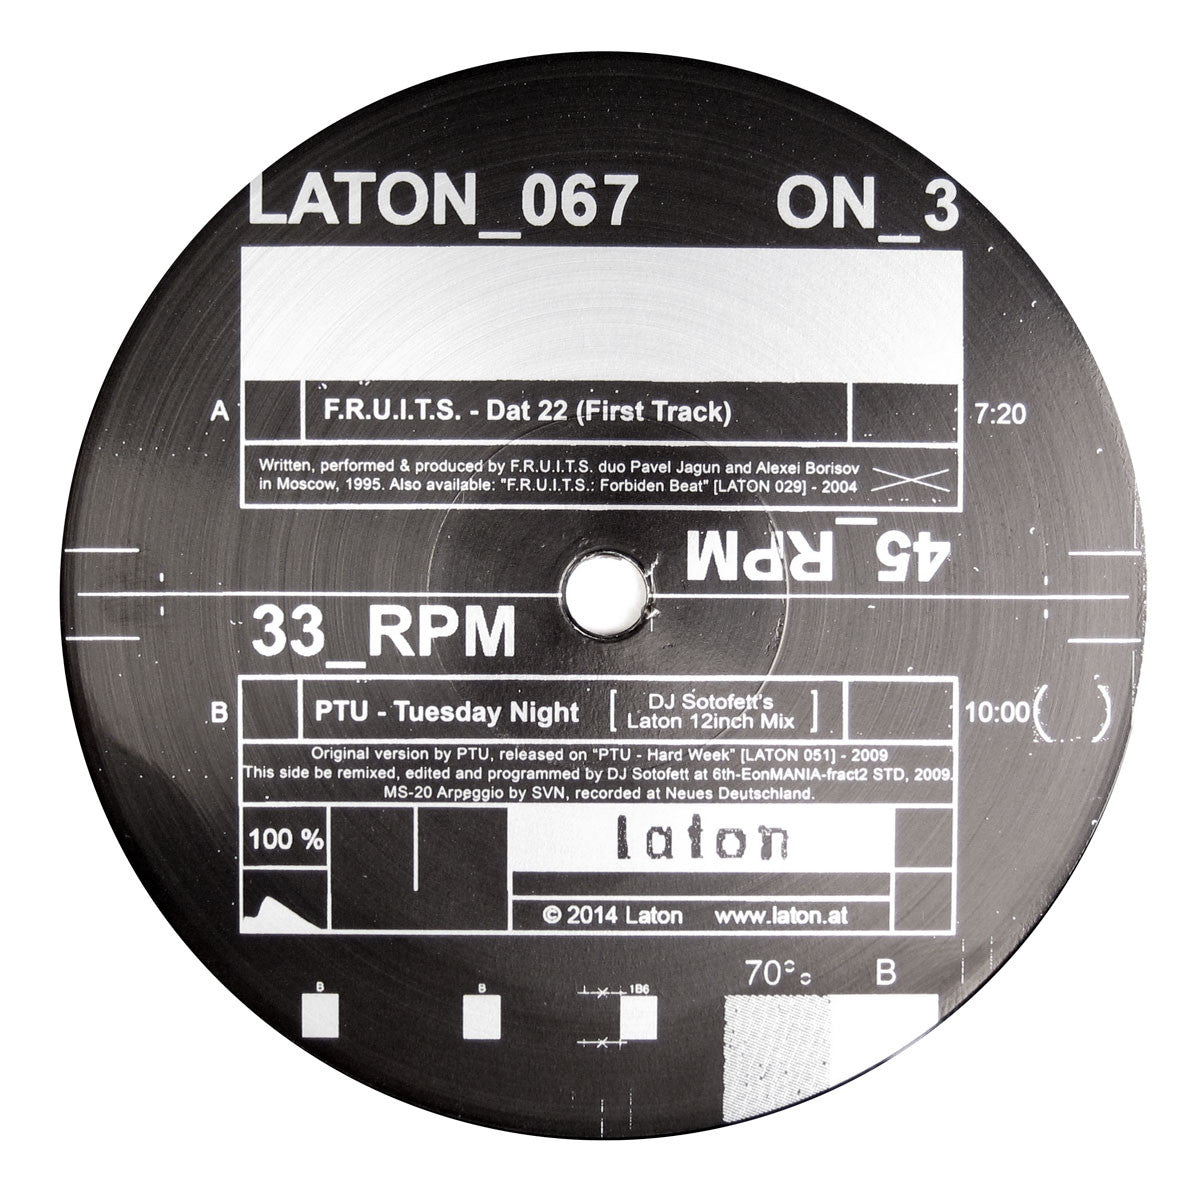 LATON_067 ON_3
A F.R.U.I.T.S. - Dat 22 (First Track) 7:20
Written, performed & produced by F.R.U.I.T.S. duo Pavel Jagun and Alexei Borisov
in Moscow, 1995. Also available: "F.R.U.I.T.S.: Forbiden Beat" [LATON 029] - 2004
45_RPM
33_RPM
B PTU - Tuesday Night [ DJ Sotofett's
Laton 12inch Mix ] 10:00 ( )
Original version by PTU, released on "PTU - Hard Week" [LATON 051] - 2009
This side be remixed, edited and programmed by DJ Sotofett at 6th-EonMANIA-fract2 STD, 2009.
MS-20 Arpeggio by SVN, recorded at Neues Deutschland.
100 % laton
© 2014 Laton www.laton.at
70° B
B B 1B6